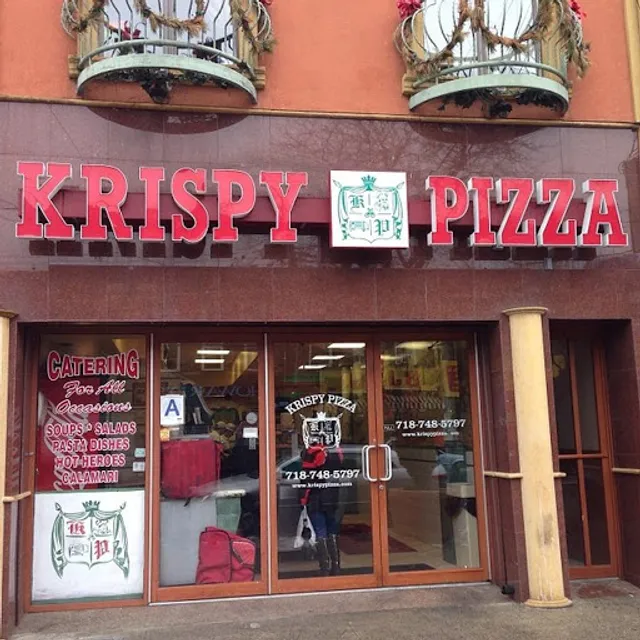 KRISPY PIZZA
K P
CATERING
For All
Occasions
SOUPS • SALADS
PASTA DISHES
HOT HEROES
CALAMARI
A
KRISPY PIZZA
718-748-5797
www.krispypizza.com
718-748-5797
www.krispypizza.com
K P